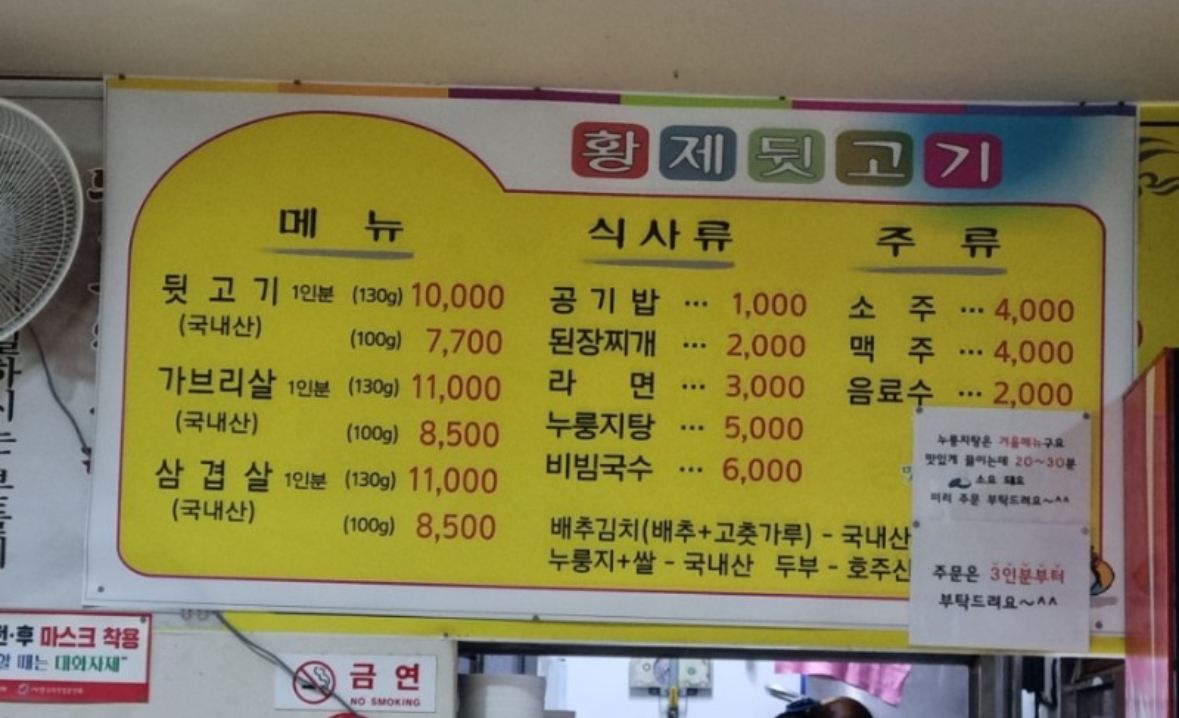 황제뒷고기
메 뉴
뒷 고 기 1인분 (130g) 10,000
(국내산) (100g) 7,700
가브리살 1인분 (130g) 11,000
(국내산) (100g) 8,500
삼 겹 살 1인분 (130g) 11,000
(국내산) (100g) 8,500
식사류
공 기 밥 ··· 1,000
된장찌개 ··· 2,000
라 면 ··· 3,000
누룽지탕 ··· 5,000
비빔국수 ··· 6,000
주 류
소 주 ··· 4,000
맥 주 ··· 4,000
음료수 ··· 2,000
배추김치(배추+고춧가루) - 국내산
누룽지+쌀 - 국내산 두부 - 호주산
누룽지탕은 겨울메뉴구요
맛있게 끓이는데 20~30분
소요 돼요
미리 주문 부탁드려요~^^
주문은 3인분부터
부탁드려요~^^
전·후 마스크 착용
할 때는 대화자제"
금 연
NO SMOKING